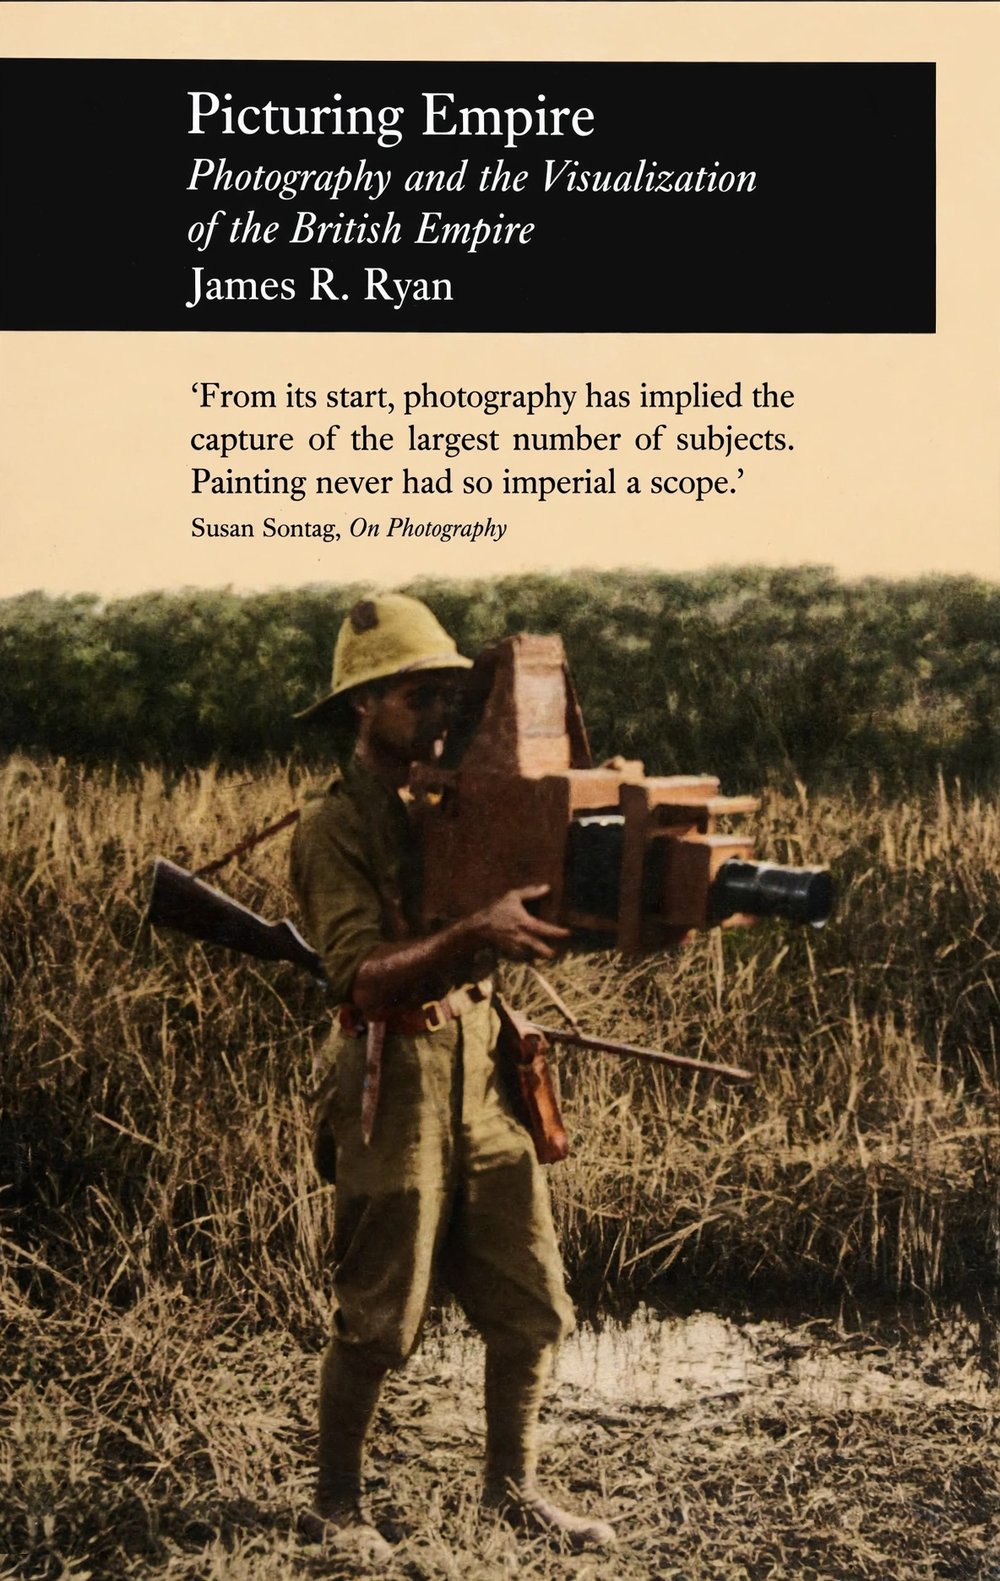 Picturing Empire
Photography and the Visualization
of the British Empire
James R. Ryan
‘From its start, photography has implied the
capture of the largest number of subjects.
Painting never had so imperial a scope.’
Susan Sontag, On Photography